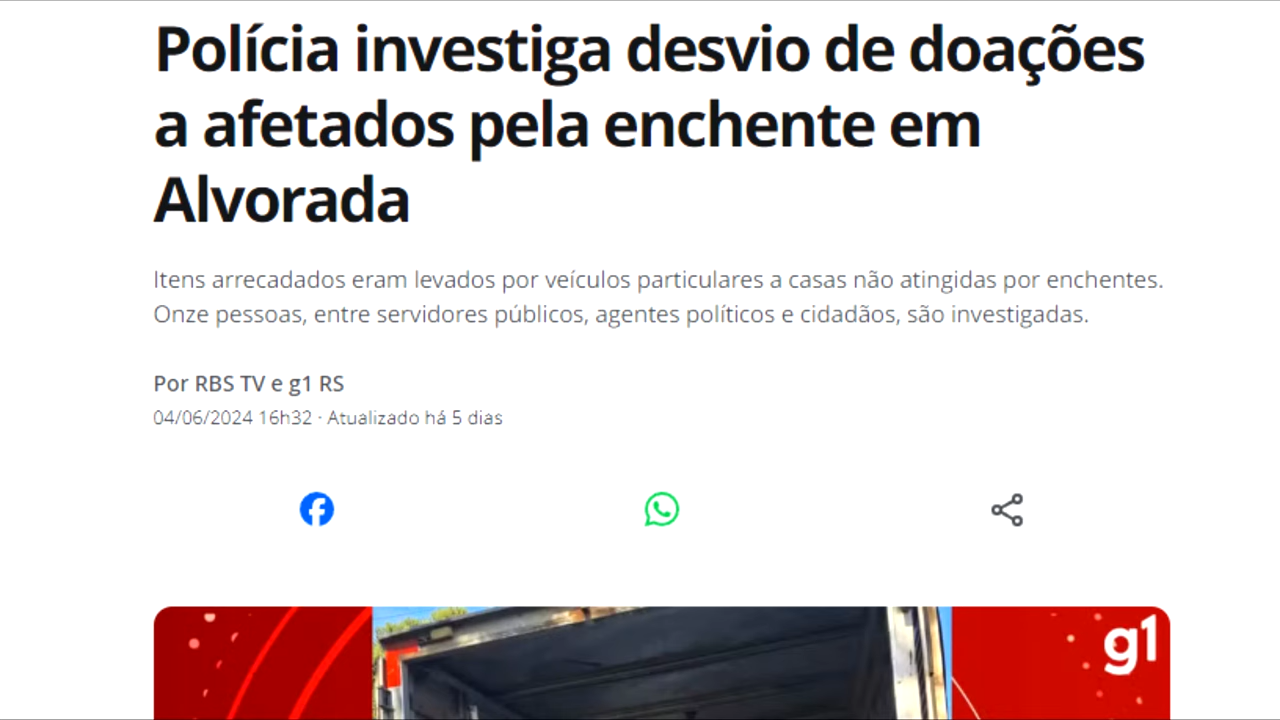 Polícia investiga desvio de doações
a afetados pela enchente em
Alvorada
Itens arrecadados eram levados por veículos particulares a casas não atingidas por enchentes.
Onze pessoas, entre servidores públicos, agentes políticos e cidadãos, são investigadas.
Por RBS TV e g1 RS
04/06/2024 16h32 · Atualizado há 5 dias
g1